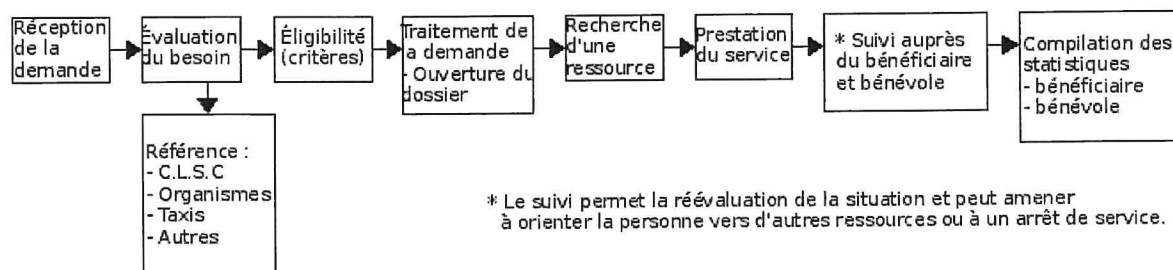 Réception
de la
demande
Évaluation
du besoin
Éligibilité
(critères)
Traitement de
la demande
- Ouverture du
dossier
Recherche
d'une
ressource
Prestation
du service
* Suivi auprès
du bénéficiaire
et bénévole
Compilation des
statistiques
- bénéficiaire
- bénévole
Référence :
- C.L.S.C
- Organismes
- Taxis
- Autres
* Le suivi permet la réévaluation de la situation et peut amener
à orienter la personne vers d'autres ressources ou à un arrêt de service.